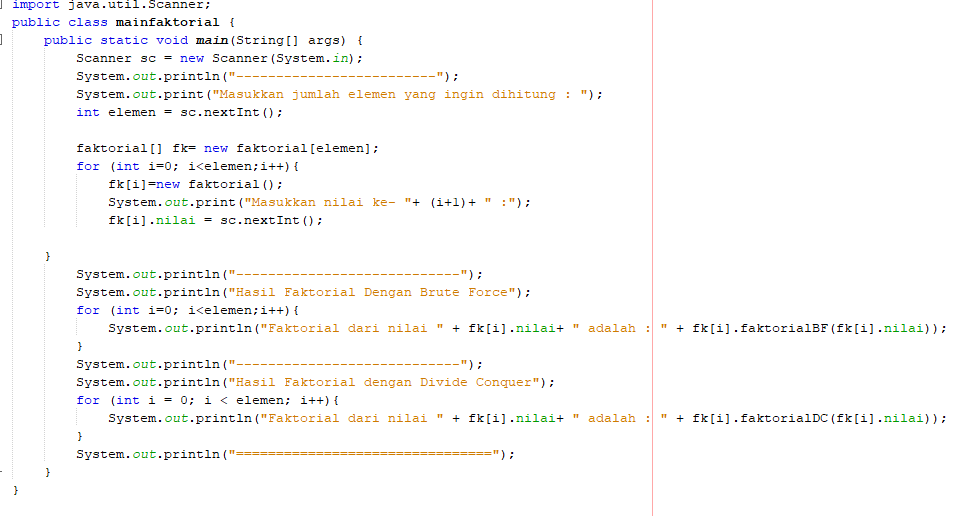 import java.util.Scanner;
public class mainfaktorial {
    public static void main(String[] args) {
        Scanner sc = new Scanner(System.in);
        System.out.println("-------------------------");
        System.out.print("Masukkan jumlah elemen yang ingin dihitung : ");
        int elemen = sc.nextInt();

        faktorial[] fk= new faktorial[elemen];
        for (int i=0; i<elemen;i++){
            fk[i]=new faktorial();
            System.out.print("Masukkan nilai ke- "+ (i+1)+ " :");
            fk[i].nilai = sc.nextInt();

    }
        System.out.println("----------------------------");
        System.out.println("Hasil Faktorial Dengan Brute Force");
        for (int i=0; i<elemen;i++){
            System.out.println("Faktorial dari nilai " + fk[i].nilai+ " adalah : " + fk[i].faktorialBF(fk[i].nilai));
        }
        System.out.println("----------------------------");
        System.out.println("Hasil Faktorial dengan Divide Conquer");
        for (int i = 0; i < elemen; i++){
            System.out.println("Faktorial dari nilai " + fk[i].nilai+ " adalah : " + fk[i].faktorialDC(fk[i].nilai));
        }
        System.out.println("================================");
    }
}